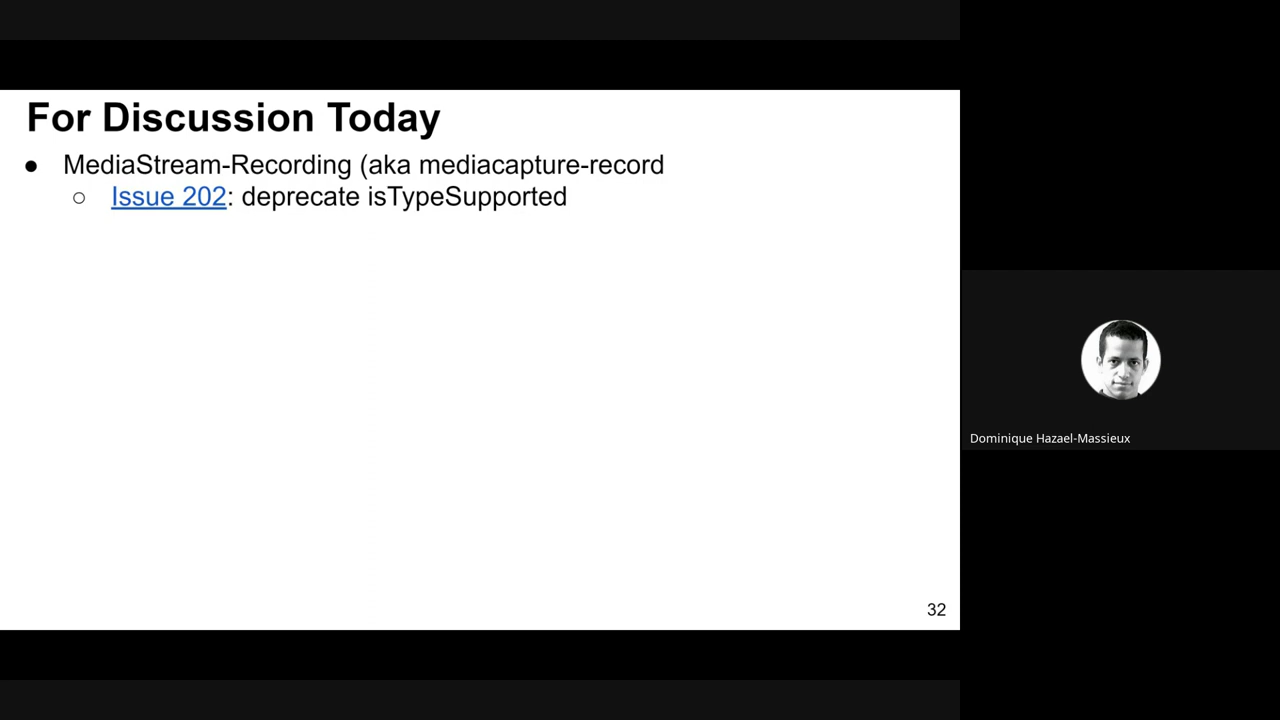 For Discussion Today
● MediaStream-Recording (aka mediacapture-record
○ Issue 202: deprecate isTypeSupported
32
Dominique Hazael-Massieux